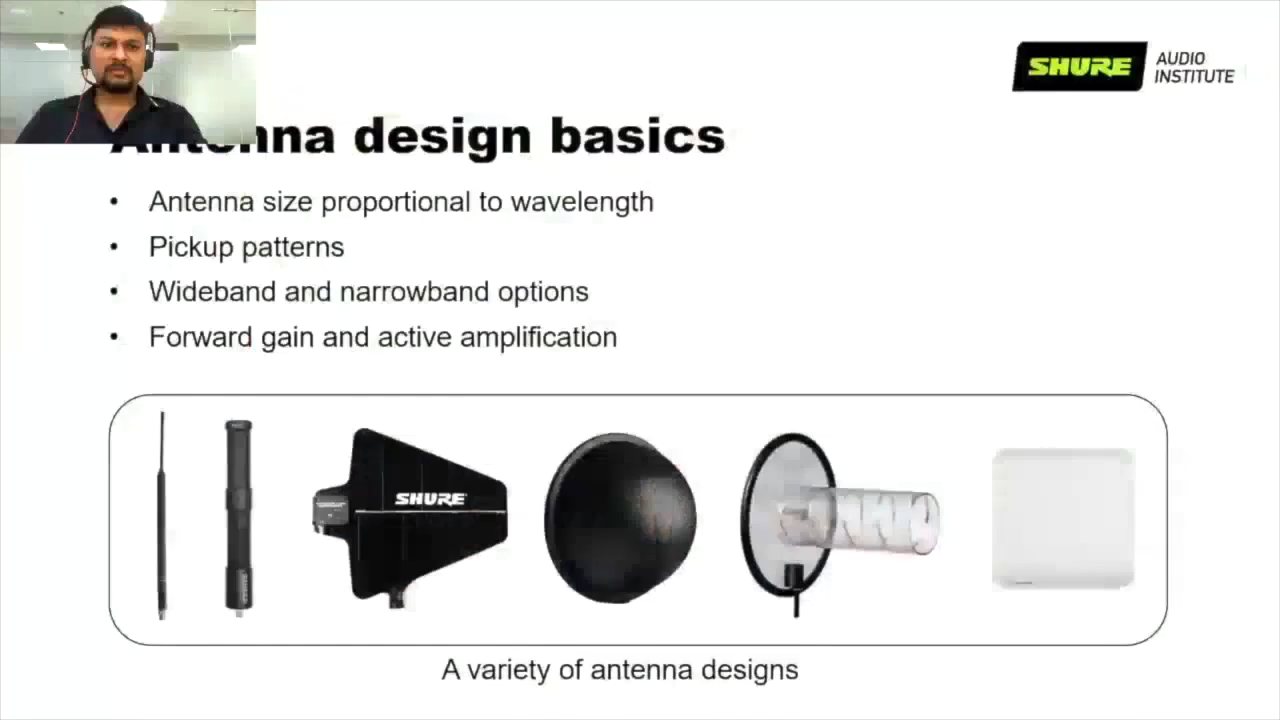 SHURE AUDIO
INSTITUTE
Antenna design basics
• Antenna size proportional to wavelength
• Pickup patterns
• Wideband and narrowband options
• Forward gain and active amplification
SHURE
A variety of antenna designs